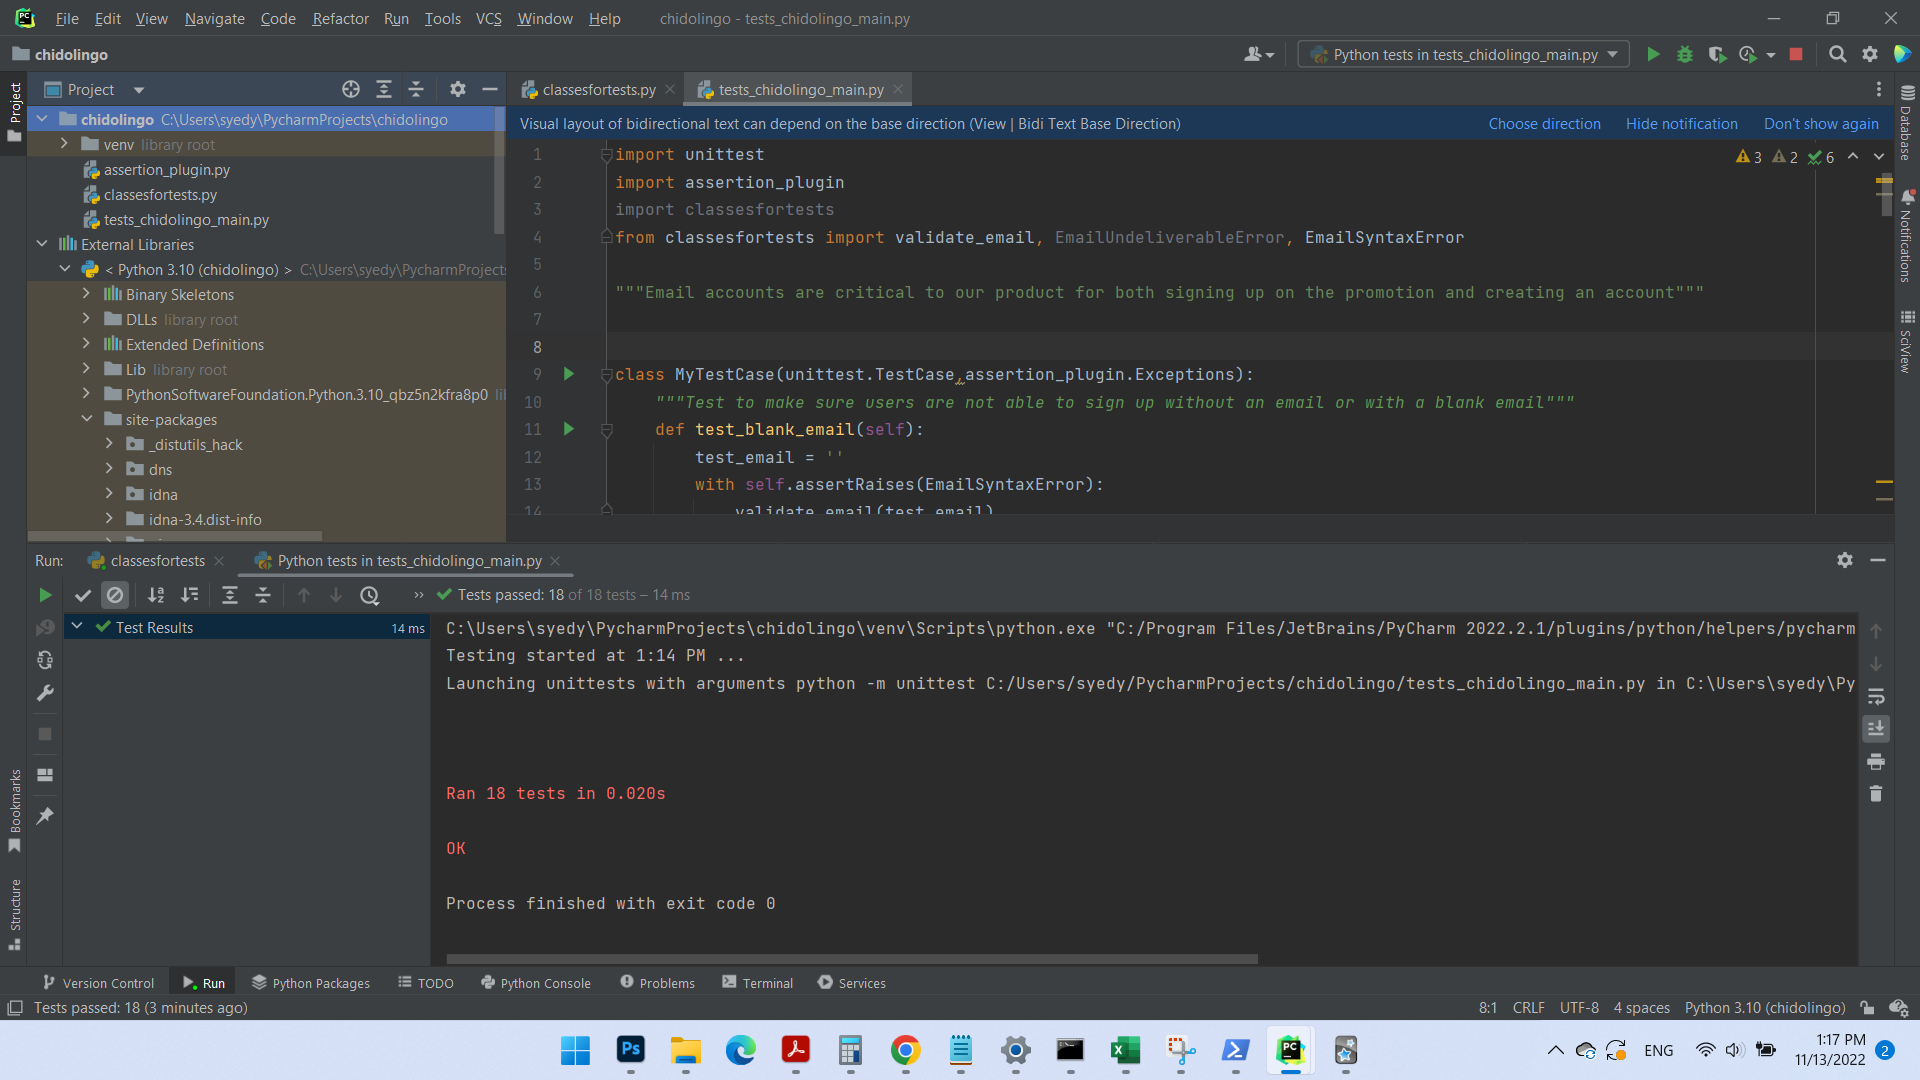 File Edit View Navigate Code Refactor Run Tools VCS Window Help chidolingo - tests_chidolingo_main.py
chidolingo Python tests in tests_chidolingo_main.py
Project classesfortests.py tests_chidolingo_main.py
Project
chidolingo C:\Users\syedy\PycharmProjects\chidolingo
venv library root
assertion_plugin.py
classesfortests.py
tests_chidolingo_main.py
External Libraries
< Python 3.10 (chidolingo) > C:\Users\syedy\PycharmProjects
Binary Skeletons
DLLs library root
Extended Definitions
Lib library root
PythonSoftwareFoundation.Python.3.10_qbz5n2kfra8p0
site-packages
_distutils_hack
dns
idna
idna-3.4.dist-info
Visual layout of bidirectional text can depend on the base direction (View | Bidi Text Base Direction) Choose direction Hide notification Don't show again
3 2 6
1 import unittest
2 import assertion_plugin
3 import classesfortests
4 from classesfortests import validate_email, EmailUndeliverableError, EmailSyntaxError
5
6 """Email accounts are critical to our product for both signing up on the promotion and creating an account"""
7
8
9 class MyTestCase(unittest.TestCase,assertion_plugin.Exceptions):
10 """Test to make sure users are not able to sign up without an email or with a blank email"""
11 def test_blank_email(self):
12 test_email = ''
13 with self.assertRaises(EmailSyntaxError):
14 validate_email(test_email)
Database
Notifications
SciView
Run: classesfortests Python tests in tests_chidolingo_main.py
» Tests passed: 18 of 18 tests – 14 ms
Test Results 14 ms
C:\Users\syedy\PycharmProjects\chidolingo\venv\Scripts\python.exe "C:/Program Files/JetBrains/PyCharm 2022.2.1/plugins/python/helpers/pycharm
Testing started at 1:14 PM ...
Launching unittests with arguments python -m unittest C:/Users/syedy/PycharmProjects/chidolingo/tests_chidolingo_main.py in C:\Users\syedy\Py
Ran 18 tests in 0.020s
OK
Process finished with exit code 0
Bookmarks
Structure
Version Control Run Python Packages TODO Python Console Problems Terminal Services
Tests passed: 18 (3 minutes ago) 8:1 CRLF UTF-8 4 spaces Python 3.10 (chidolingo)
Ps PC ENG 1:17 PM
11/13/2022 2